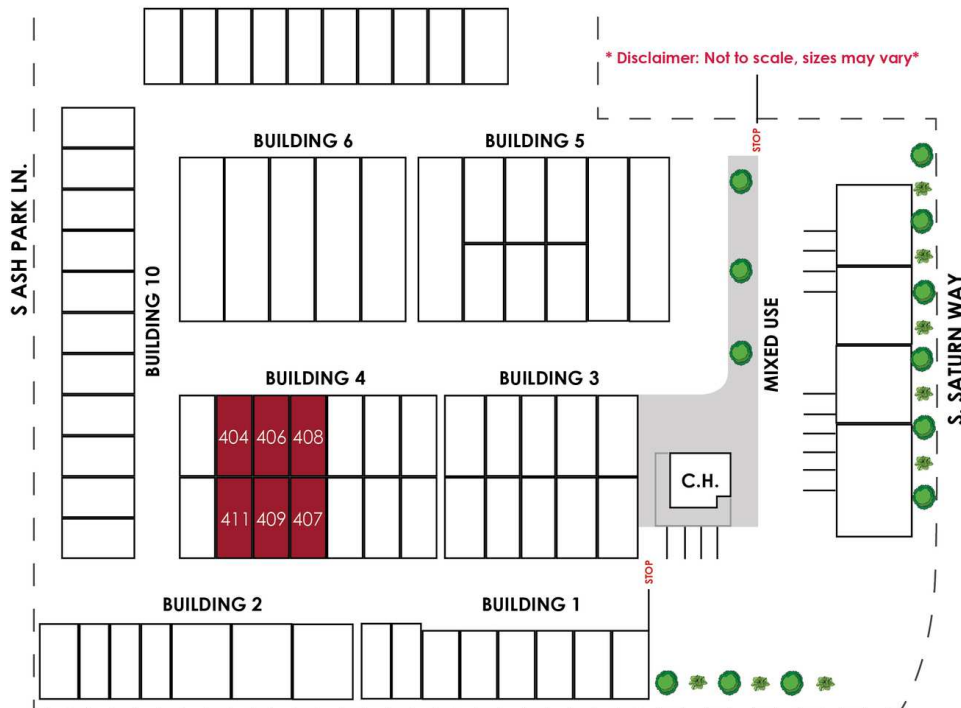 * Disclaimer: Not to scale, sizes may vary*
STOP
BUILDING 6
BUILDING 5
S ASH PARK LN.
BUILDING 10
MIXED USE
S. SATURN WAY
BUILDING 4
BUILDING 3
404 406 408
C.H.
411 409 407
STOP
BUILDING 2
BUILDING 1